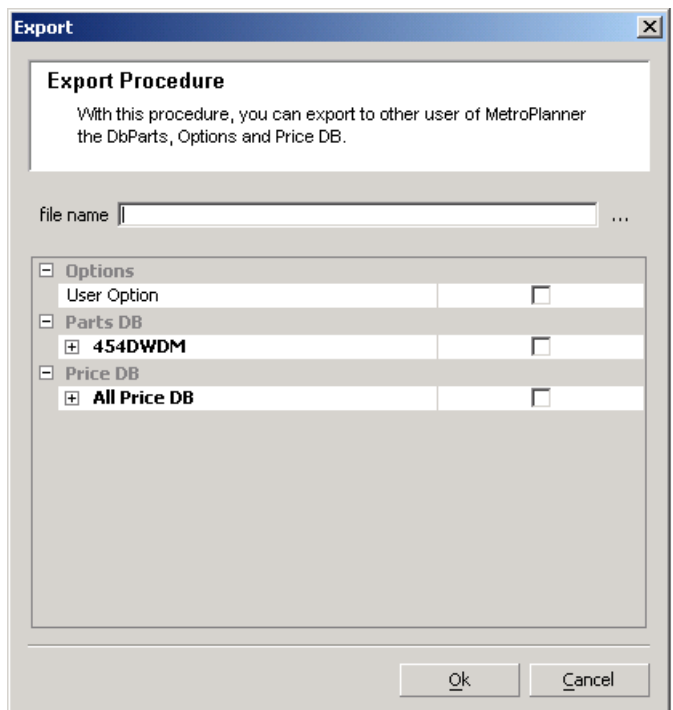 Export
Export Procedure
With this procedure, you can export to other user of MetroPlanner
the DbParts, Options and Price DB.
file name ...
Options
User Option
Parts DB
454DWDM
Price DB
All Price DB
Ok Cancel